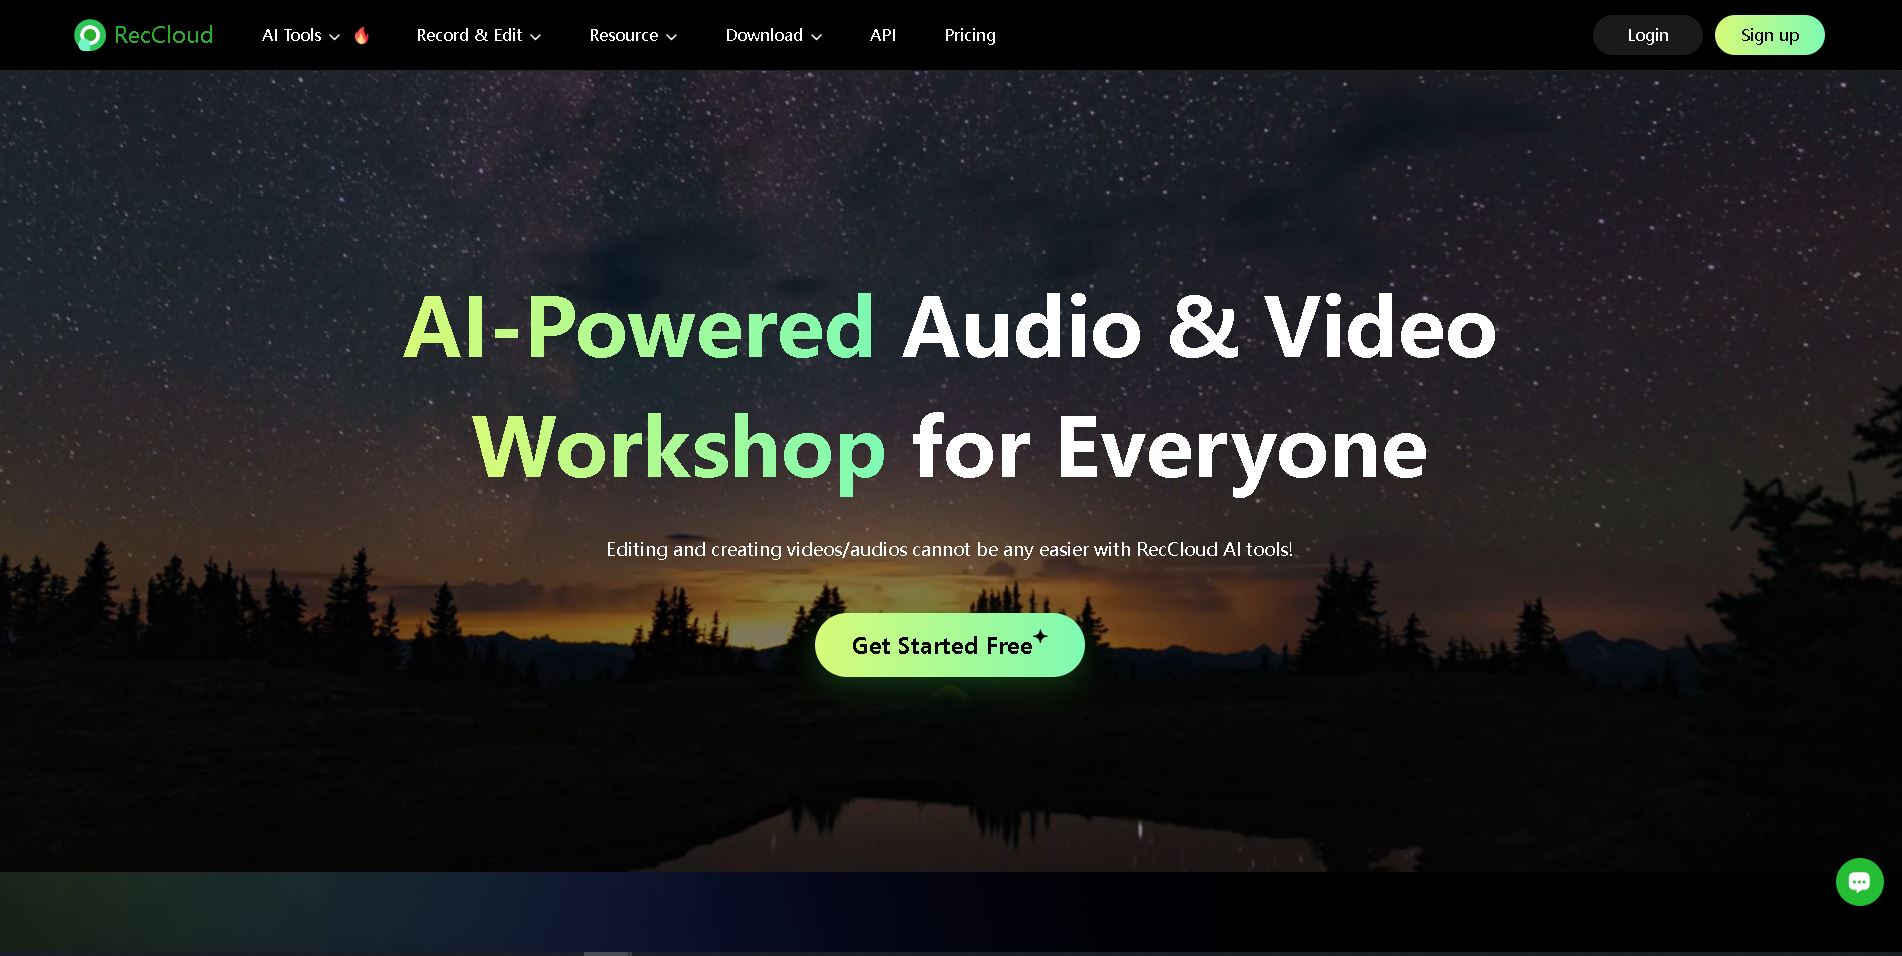 RecCloud
AI Tools
Record & Edit
Resource
Download
API
Pricing
Login
Sign up
AI-Powered Audio & Video
Workshop for Everyone
Editing and creating videos/audios cannot be any easier with RecCloud AI tools!
Get Started Free